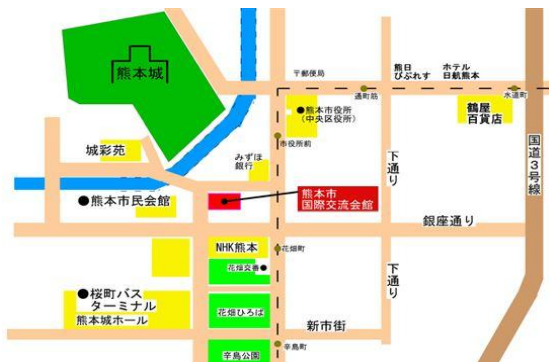 熊本城
〒郵便局
熊日
びぷれす
ホテル
日航熊本
通町筋
水道町
鶴屋
百貨店
●熊本市役所
(中央区役所)
市役所前
城彩苑
みずほ
銀行
下通り
国道3号線
●熊本市民会館
熊本市
国際交流会館
銀座通り
NHK熊本
花畑町
花畑交番●
下通り
●桜町バス
ターミナル
熊本城ホール
花畑ひろば
新市街
辛島町
辛島公園